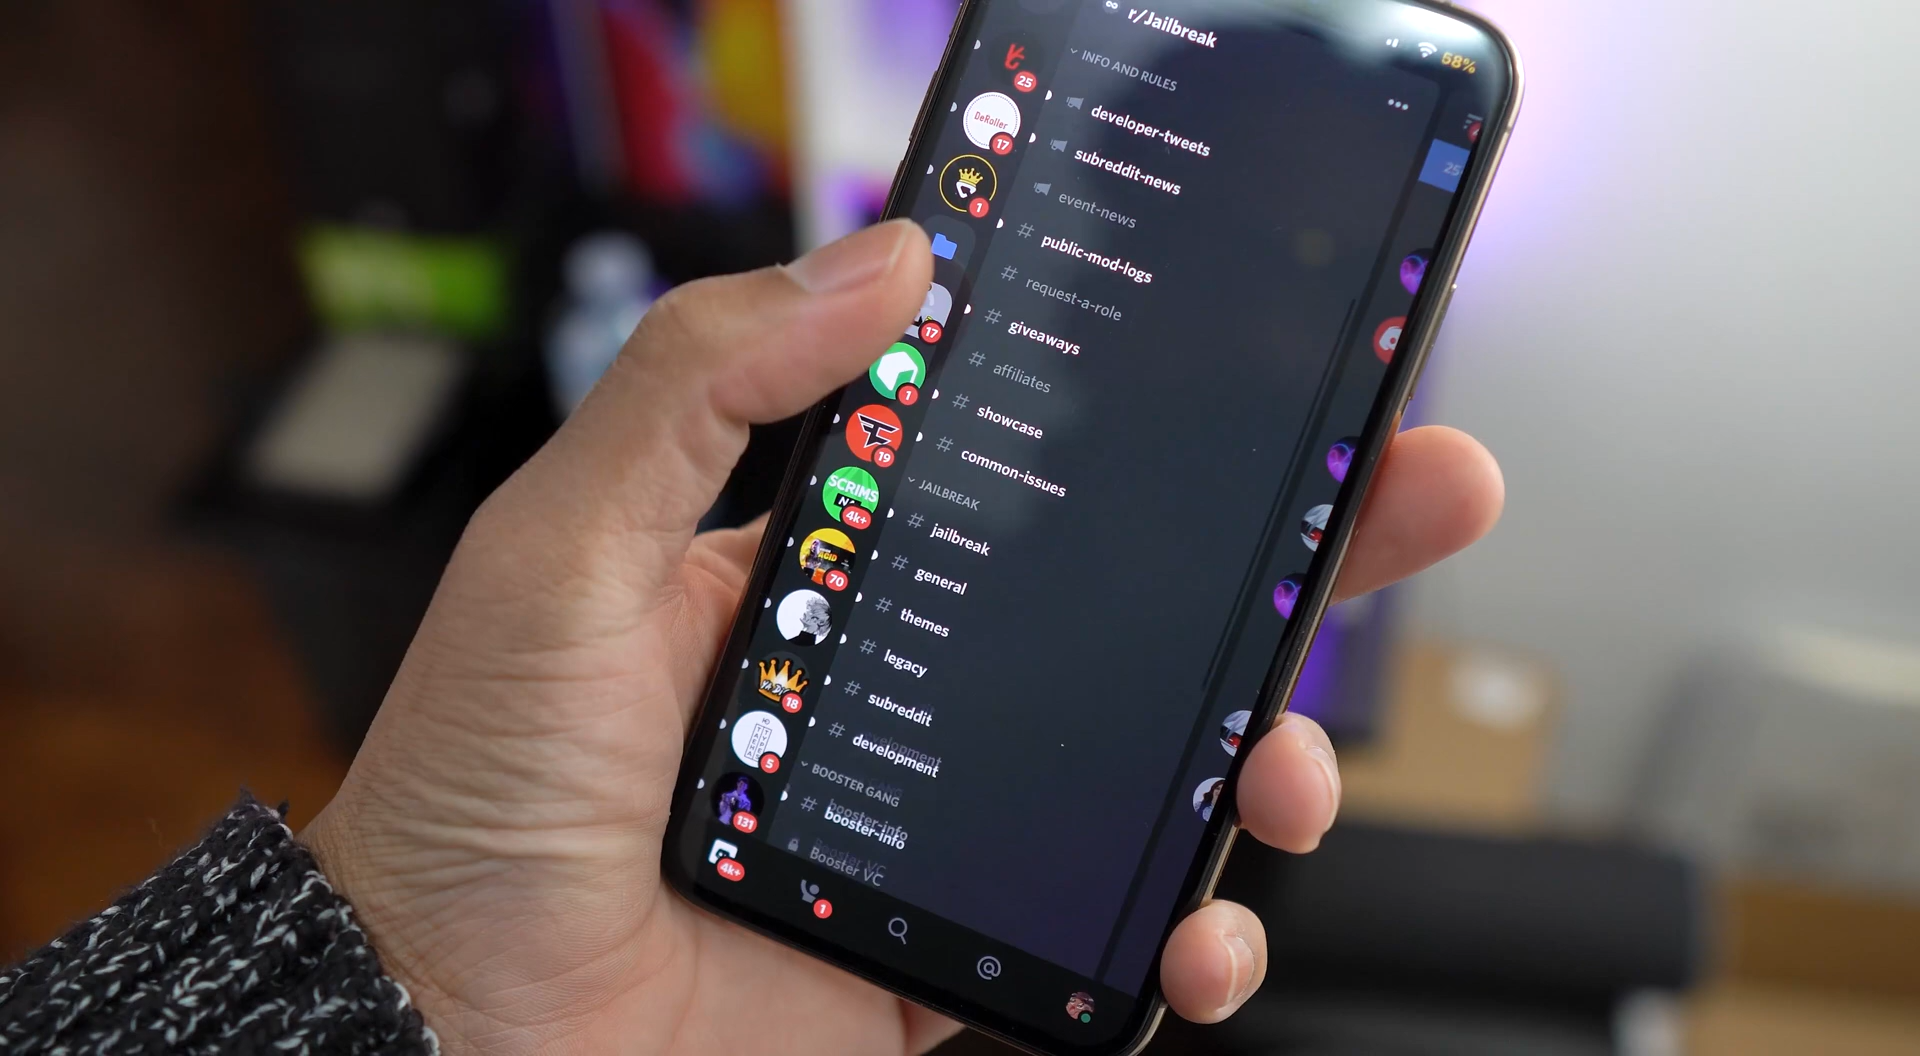 r/Jailbreak
58%
INFO AND RULES
25
developer-tweets
DeRoller
17
subreddit-news
event-news
1
public-mod-logs
request-a-role
17
giveaways
affiliates
1
showcase
19
common-issues
JAILBREAK
SCRIMS
4k+
jailbreak
70
general
themes
legacy
18
subreddit
5
development
BOOSTER GANG
131
booster-info
Booster VC
4k+
1